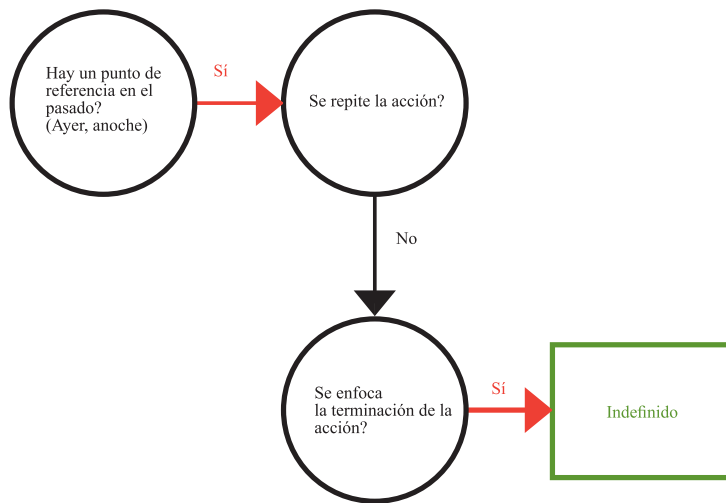 Hay un punto de
referencia en el
pasado?
(Ayer, anoche)
Sí
Se repite la acción?
No
Se enfoca
la terminación de la
acción?
Sí
Indefinido